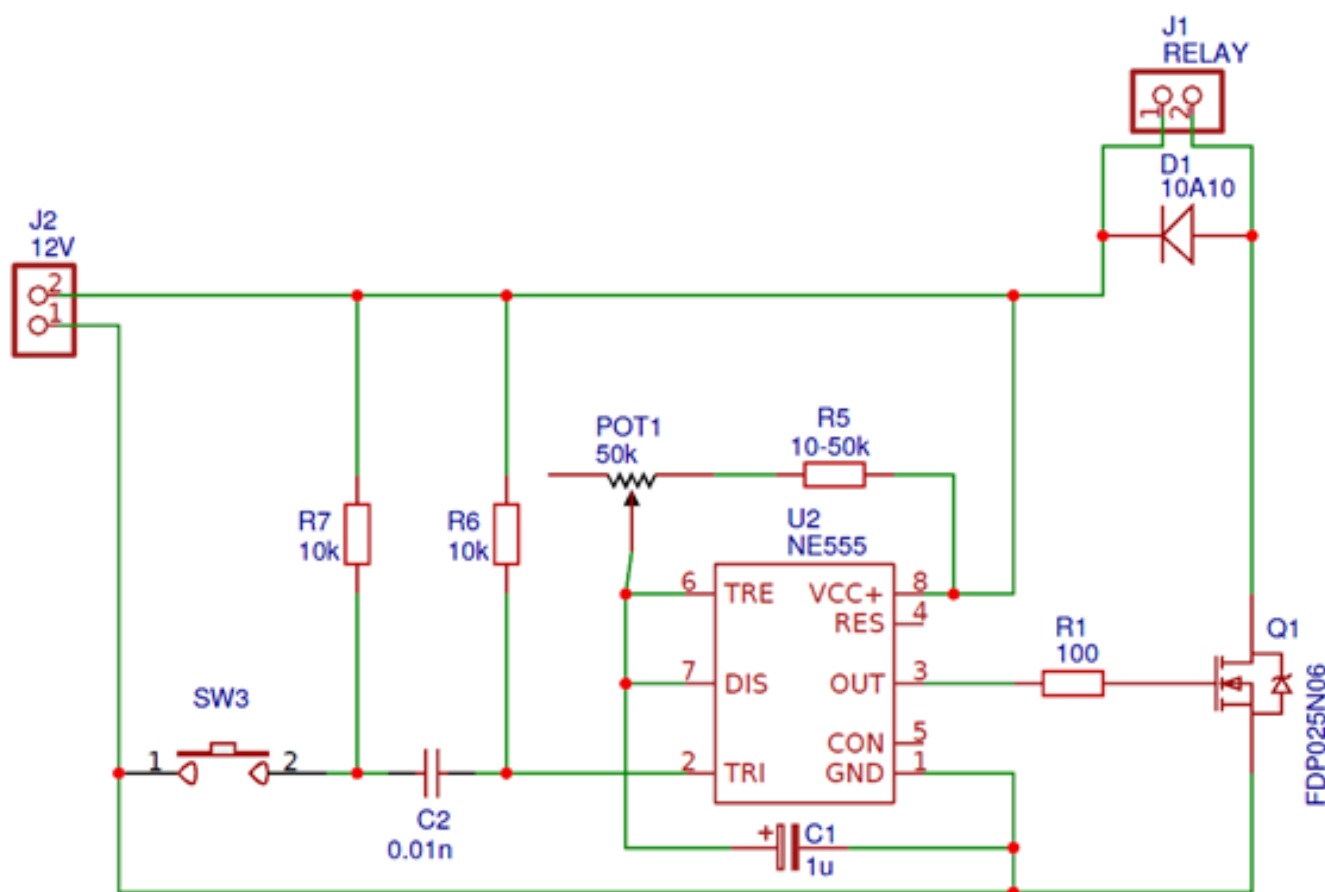 J1
RELAY
1
2
D1
10A10
J2
12V
2
1
POT1
50k
R5
10-50k
R7
10k
R6
10k
U2
NE555
6
TRE
VCC+
8
RES
4
R1
100
Q1
7
DIS
OUT
3
FDP025N06
SW3
1
2
CON
5
2
TRI
GND
1
C2
0.01n
+
C1
1u